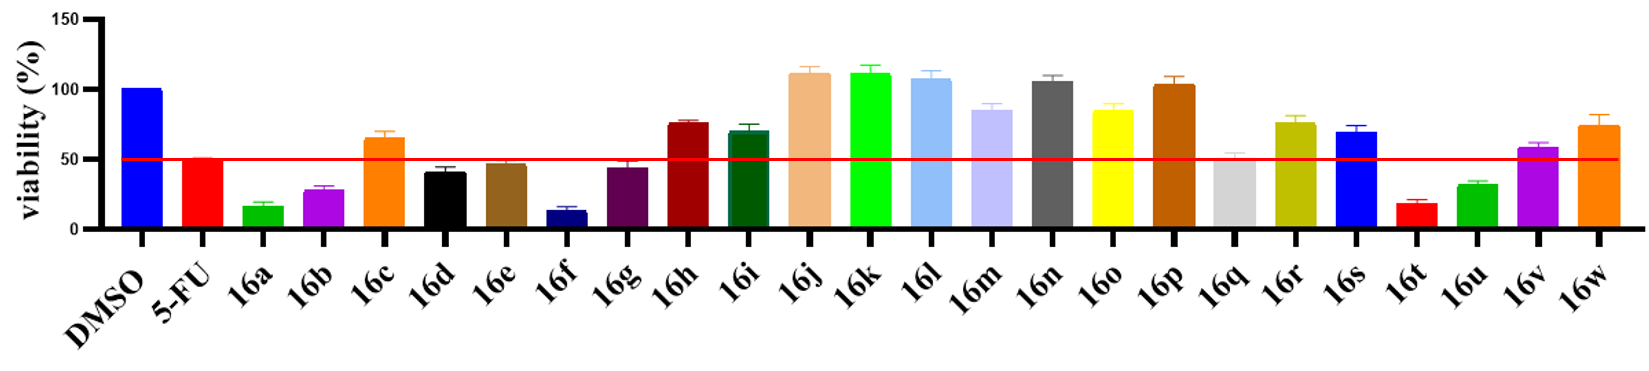 viability (%)
150
100
50
0
DMSO
5-FU
16a
16b
16c
16d
16e
16f
16g
16h
16i
16j
16k
16l
16m
16n
16o
16p
16q
16r
16s
16t
16u
16v
16w